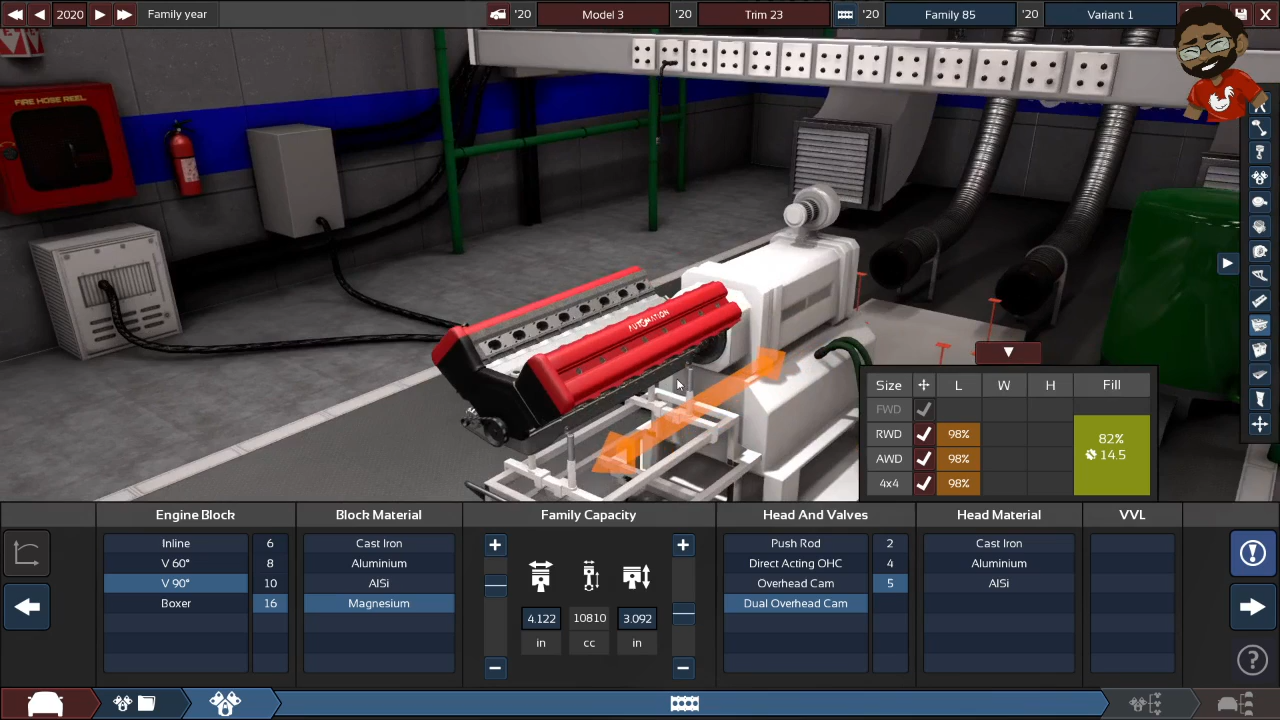 2020 Family year '20 Model 3 '20 Trim 23 '20 Family 85 '20 Variant 1
FIRE HOSE REEL
AUTOMATION
Size L W H Fill
FWD
RWD 98% 82%
AWD 98% 14.5
4x4 98%
Engine Block Block Material Family Capacity Head And Valves Head Material VVL
Inline 6 Cast Iron Push Rod 2 Cast Iron
V 60° 8 Aluminium Direct Acting OHC 4 Aluminium
V 90° 10 AlSi Overhead Cam 5 AlSi
Boxer 16 Magnesium Dual Overhead Cam
4.122 10810 3.092
in cc in